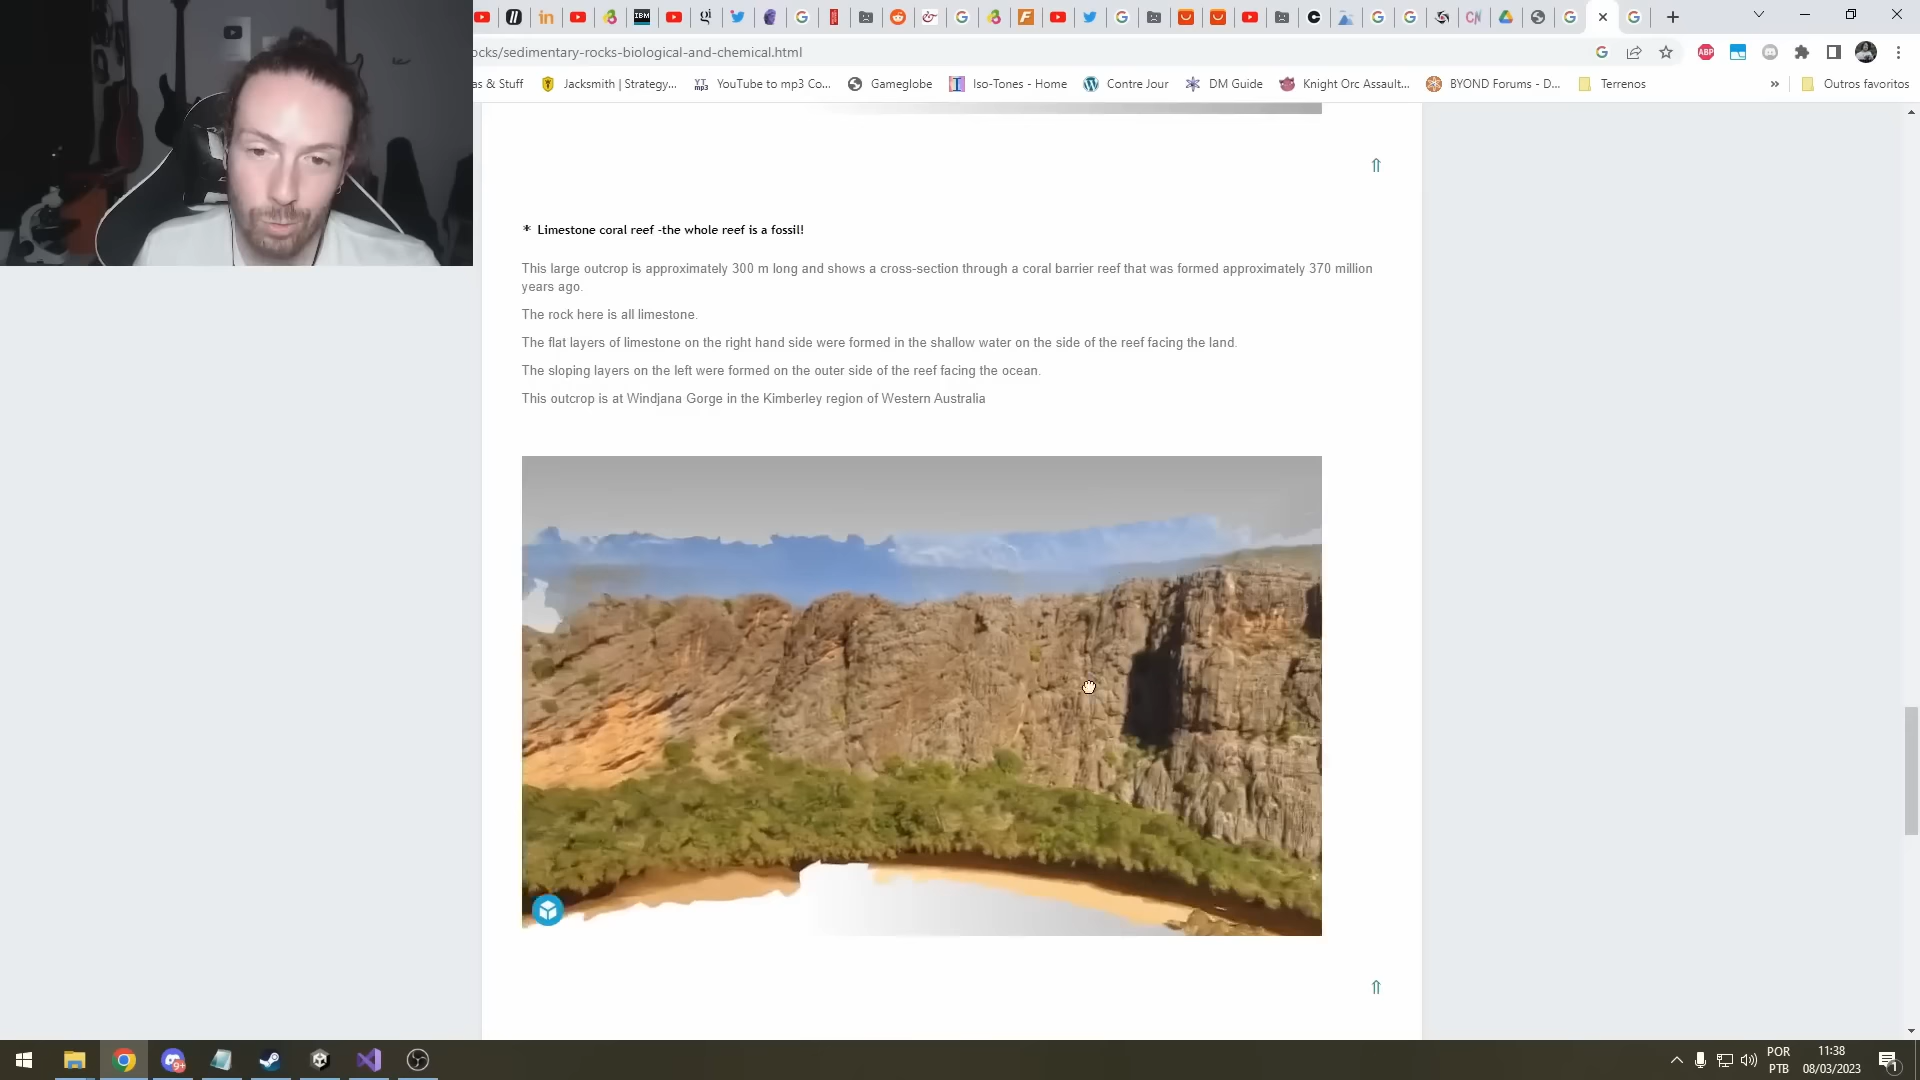 ocks/sedimentary-rocks-biological-and-chemical.html
as & Stuff
Jacksmith | Strategy...
YouTube to mp3 Co...
Gameglobe
Iso-Tones - Home
Contre Jour
DM Guide
Knight Orc Assault...
BYOND Forums - D...
Terrenos
»
Outros favoritos
* Limestone coral reef -the whole reef is a fossil!
This large outcrop is approximately 300 m long and shows a cross-section through a coral barrier reef that was formed approximately 370 million
years ago.
The rock here is all limestone.
The flat layers of limestone on the right hand side were formed in the shallow water on the side of the reef facing the land.
The sloping layers on the left were formed on the outer side of the reef facing the ocean.
This outcrop is at Windjana Gorge in the Kimberley region of Western Australia
POR
PTB
11:38
08/03/2023